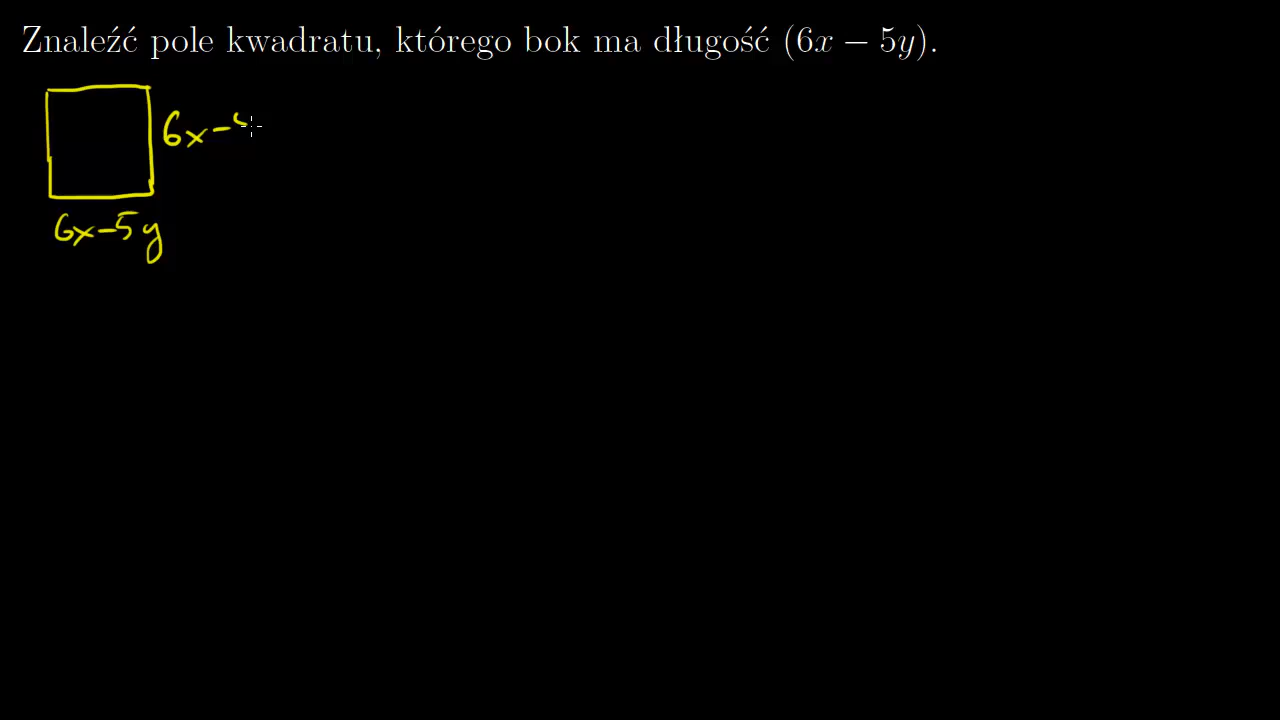 Znaleźć pole kwadratu, którego bok ma długość (6x − 5y).
6x−
6x−5y